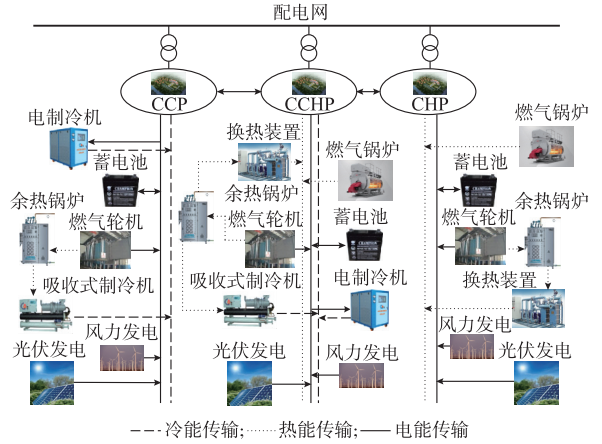 配电网
CCP
CCHP
CHP
电制冷机
换热装置
燃气锅炉
燃气锅炉
蓄电池
蓄电池
余热锅炉
余热锅炉
余热锅炉
燃气轮机
燃气轮机
蓄电池
燃气轮机
吸收式制冷机
吸收式制冷机
电制冷机
换热装置
风力发电
风力发电
风力发电
光伏发电
光伏发电
光伏发电
冷能传输; 热能传输; 电能传输